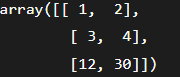 array([[ 1,  2],
       [ 3,  4],
       [12, 30]])